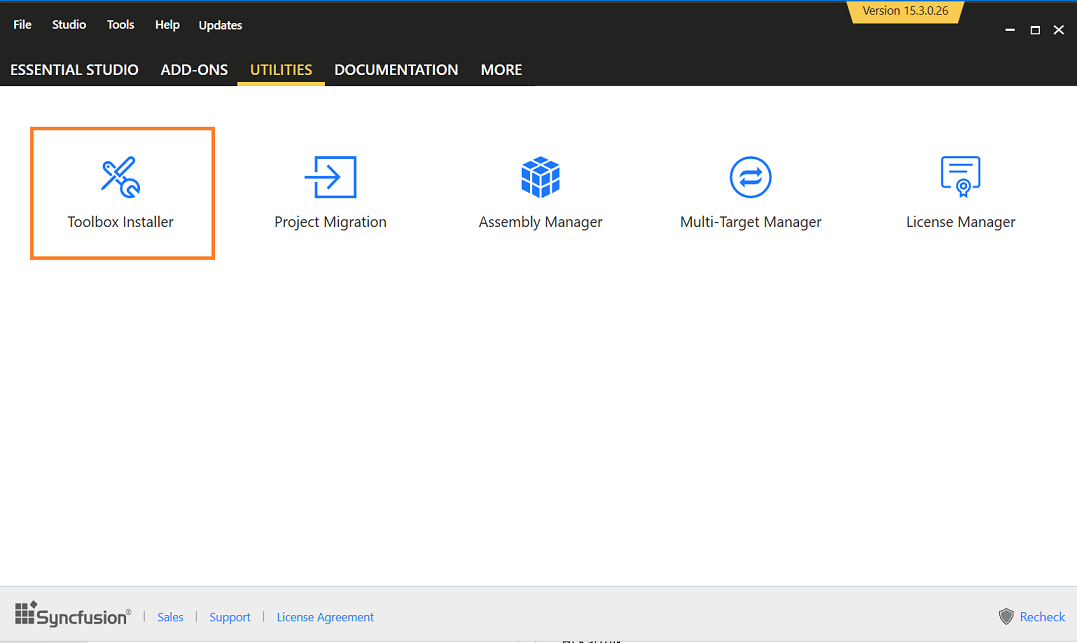 Version 15.3.0.26
File Studio Tools Help Updates
ESSENTIAL STUDIO ADD-ONS UTILITIES DOCUMENTATION MORE
Toolbox Installer Project Migration Assembly Manager Multi-Target Manager License Manager
Syncfusion® | Sales | Support | License Agreement Recheck